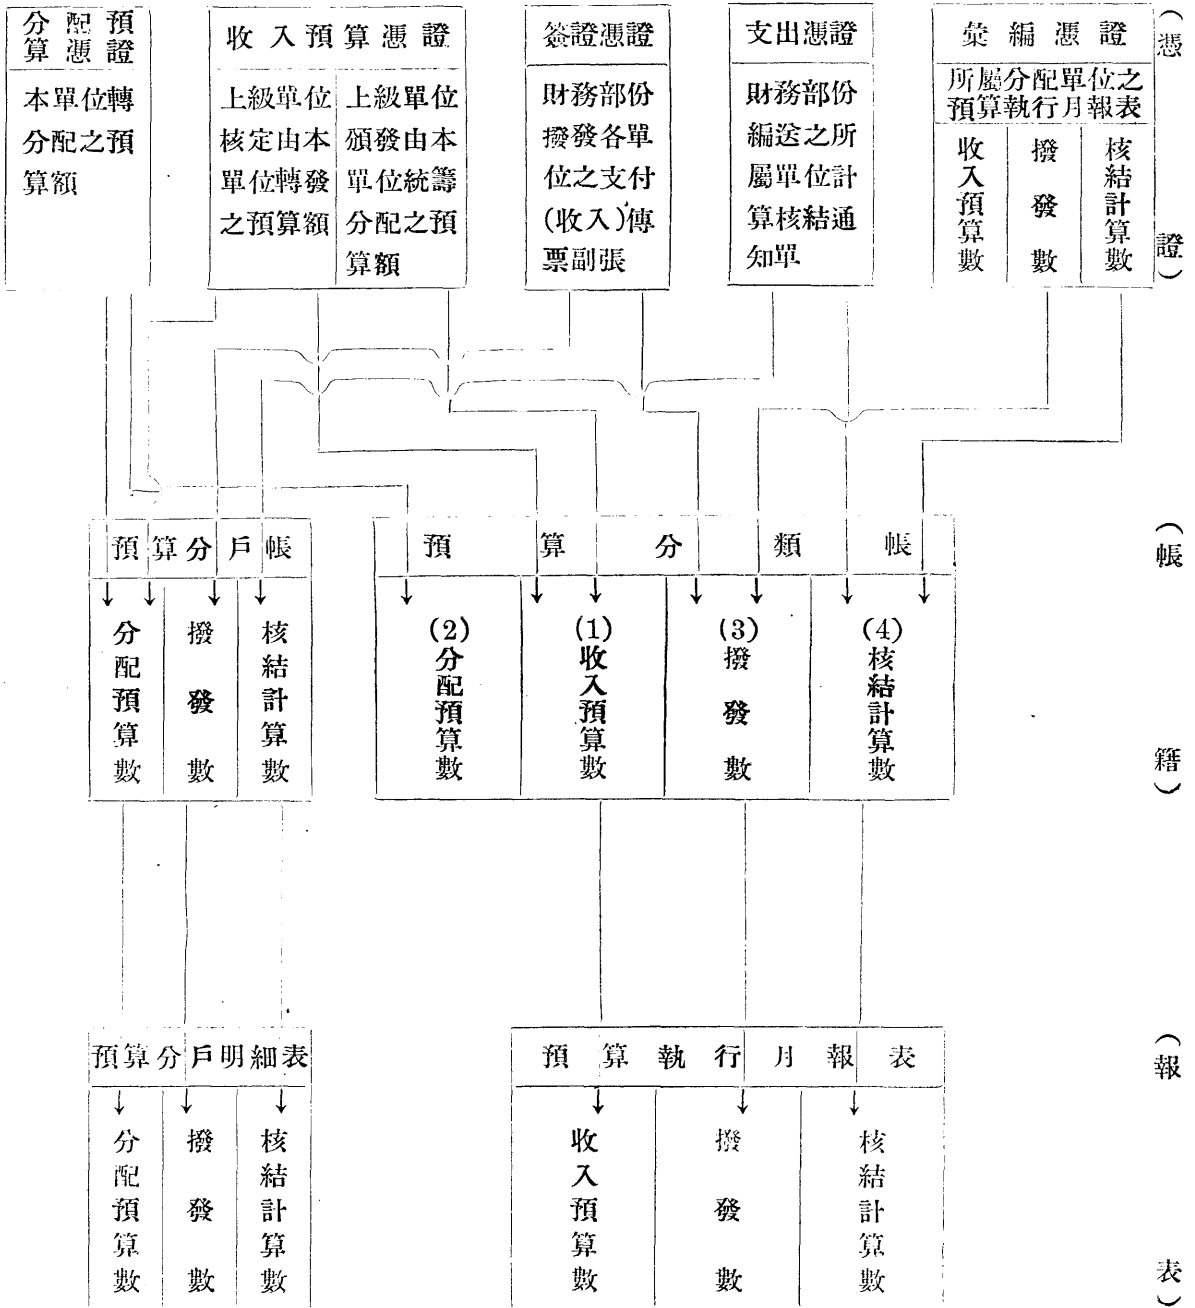 (憑證)
分配預
算憑證
本單位轉
分配之預
算額
收入預算憑證
上級單位
核定由本
單位轉發
之預算額
上級單位
頒發由本
單位統籌
分配之預
算額
簽證憑證
財務部份
撥發各單
位之支付
(收入)傳
票副張
支出憑證
財務部份
編送之所
屬單位計
算核結通
知單
彙編憑證
所屬分配單位之
預算執行月報表
收入預算數
撥發數
核結計算數
(帳籍)
預算分戶帳
分配預算數
撥發數
核結計算數
預算分類帳
(2)
分配預算數
(1)
收入預算數
(3)
撥發數
(4)
核結計算數
(報表)
預算分戶明細表
分配預算數
撥發數
核結計算數
預算執行月報表
收入預算數
撥發數
核結計算數